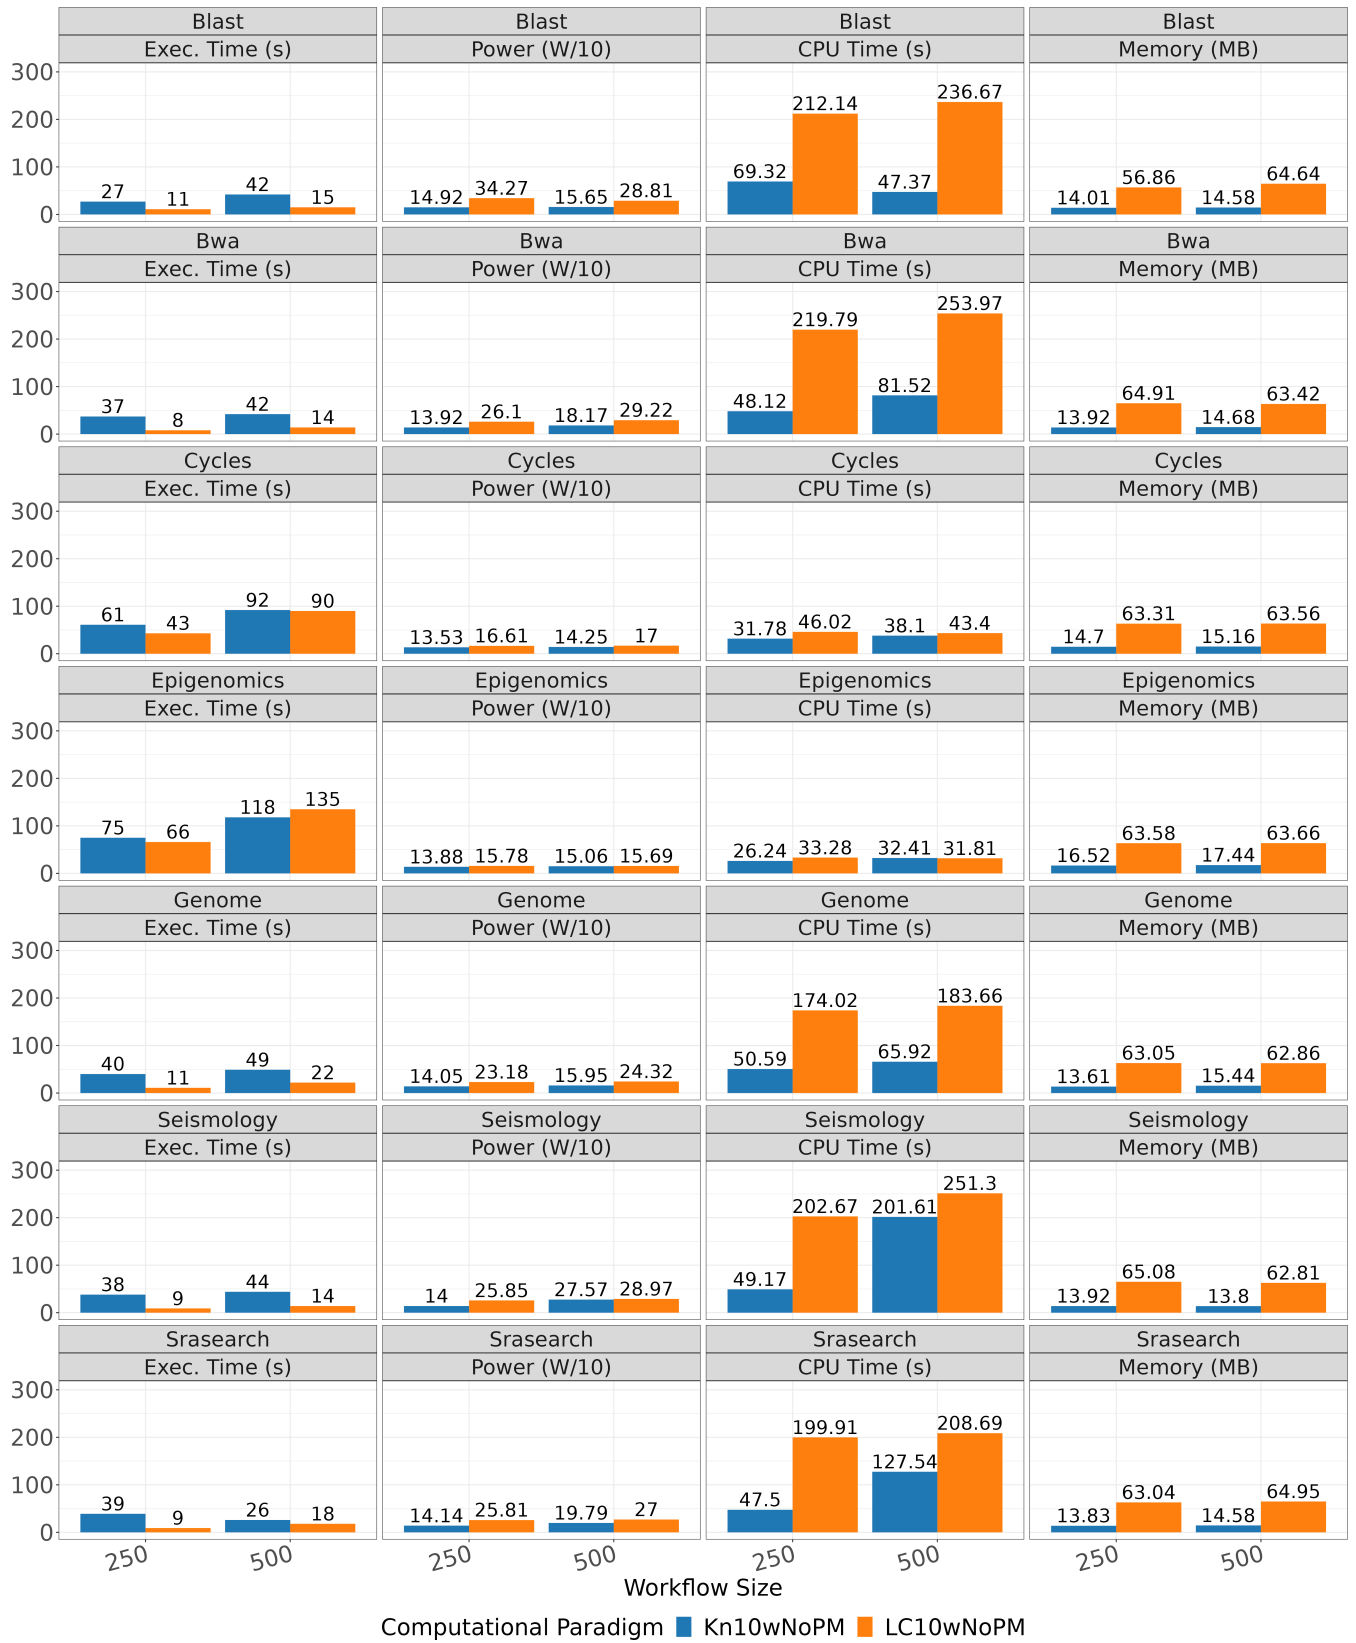 Blast Blast Blast Blast
Exec. Time (s) Power (W/10) CPU Time (s) Memory (MB)
300
200
100
0
27 11 42 15 14.92 34.27 15.65 28.81 69.32 212.14 47.37 236.67 14.01 56.86 14.58 64.64
Bwa Bwa Bwa Bwa
Exec. Time (s) Power (W/10) CPU Time (s) Memory (MB)
300
200
100
0
37 8 42 14 13.92 26.1 18.17 29.22 48.12 219.79 81.52 253.97 13.92 64.91 14.68 63.42
Cycles Cycles Cycles Cycles
Exec. Time (s) Power (W/10) CPU Time (s) Memory (MB)
300
200
100
0
61 43 92 90 13.53 16.61 14.25 17 31.78 46.02 38.1 43.4 14.7 63.31 15.16 63.56
Epigenomics Epigenomics Epigenomics Epigenomics
Exec. Time (s) Power (W/10) CPU Time (s) Memory (MB)
300
200
100
0
75 66 118 135 13.88 15.78 15.06 15.69 26.24 33.28 32.41 31.81 16.52 63.58 17.44 63.66
Genome Genome Genome Genome
Exec. Time (s) Power (W/10) CPU Time (s) Memory (MB)
300
200
100
0
40 11 49 22 14.05 23.18 15.95 24.32 50.59 174.02 65.92 183.66 13.61 63.05 15.44 62.86
Seismology Seismology Seismology Seismology
Exec. Time (s) Power (W/10) CPU Time (s) Memory (MB)
300
200
100
0
38 9 44 14 14 25.85 27.57 28.97 49.17 202.67 201.61 251.3 13.92 65.08 13.8 62.81
Srasearch Srasearch Srasearch Srasearch
Exec. Time (s) Power (W/10) CPU Time (s) Memory (MB)
300
200
100
0
39 9 26 18 14.14 25.81 19.79 27 47.5 199.91 127.54 208.69 13.83 63.04 14.58 64.95
250 500 250 500 250 500 250 500
Workflow Size
Computational Paradigm Kn10wNoPM LC10wNoPM